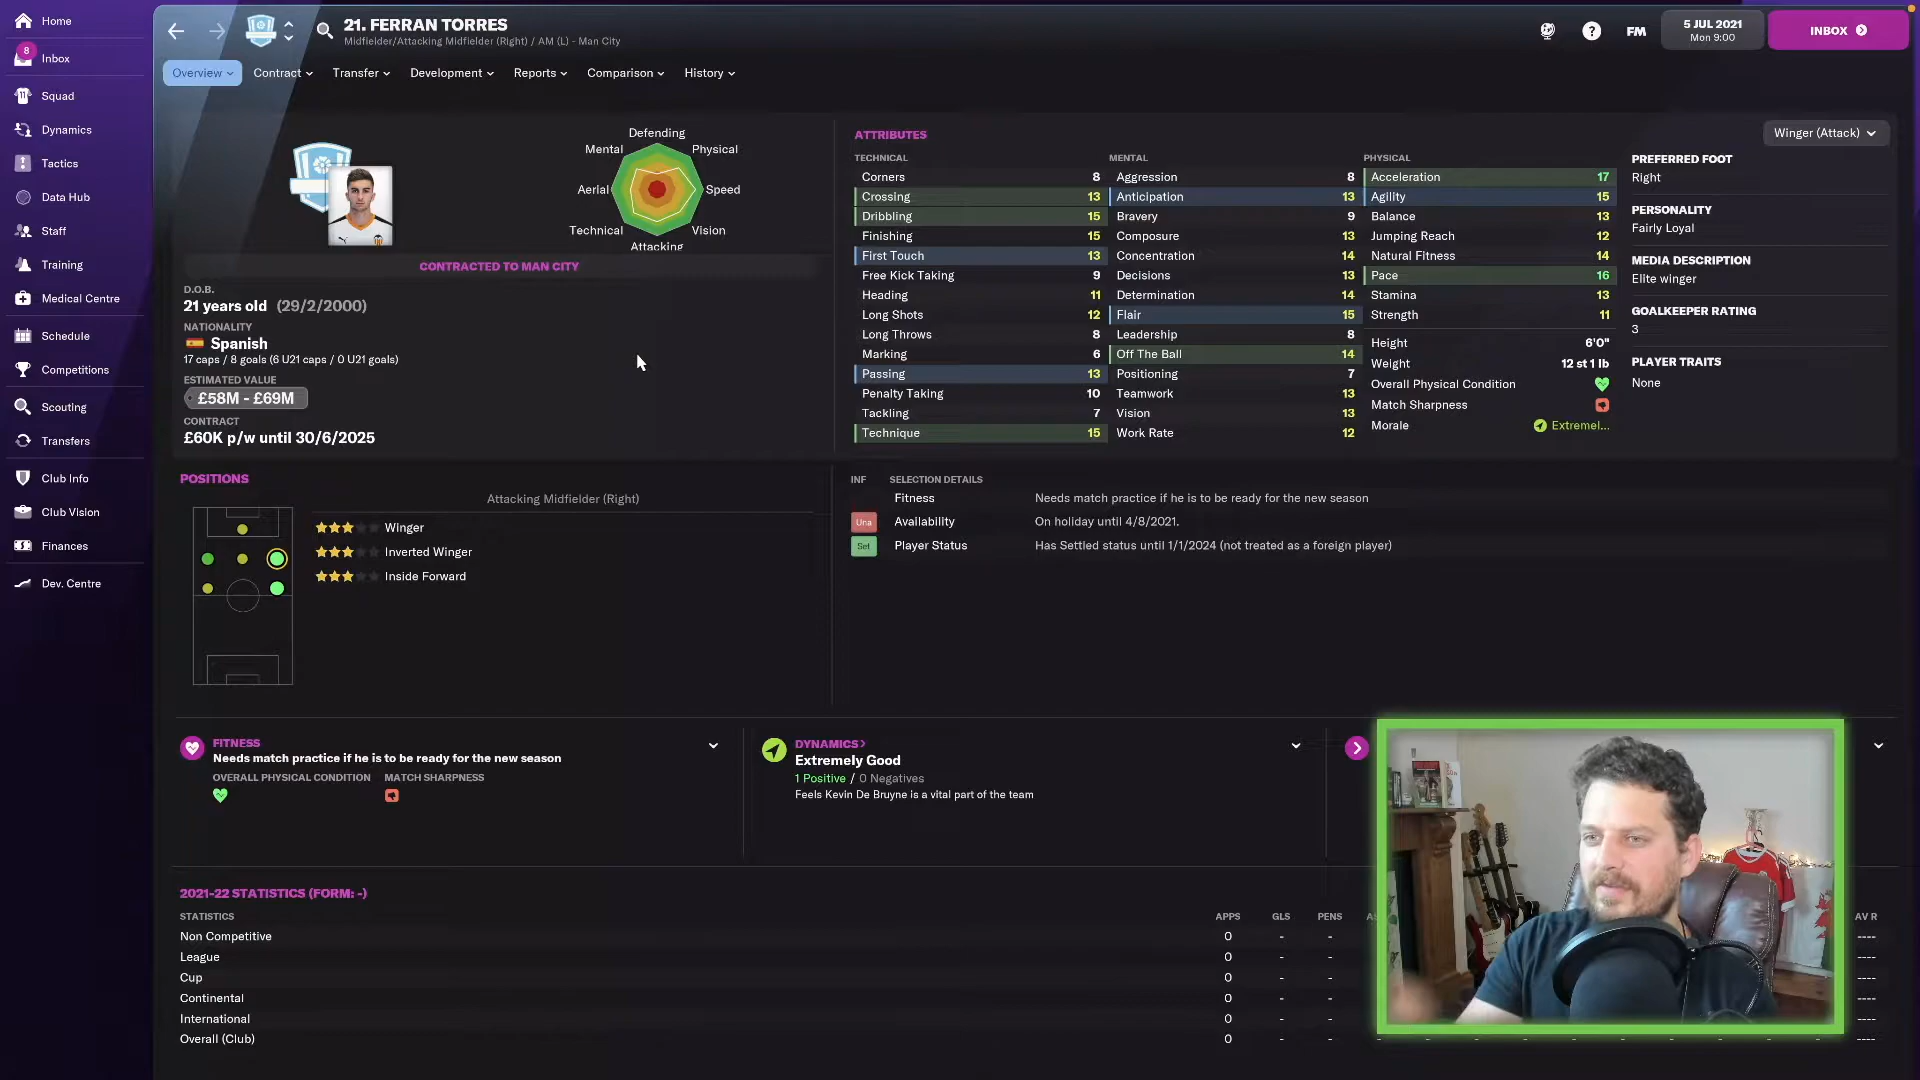 Home
8
Inbox
Squad
Dynamics
Tactics
Data Hub
Staff
Training
Medical Centre
Schedule
Competitions
Scouting
Transfers
Club Info
Club Vision
Finances
Dev. Centre
21. FERRAN TORRES
Midfielder/Attacking Midfielder (Right) / AM (L) - Man City
FM
5 JUL 2021
Mon 9:00
INBOX
Overview
Contract
Transfer
Development
Reports
Comparison
History
Defending
Physical
Speed
Vision
Attacking
Technical
Aerial
Mental
CONTRACTED TO MAN CITY
D.O.B.
21 years old (29/2/2000)
NATIONALITY
Spanish
17 caps / 8 goals (6 U21 caps / 0 U21 goals)
ESTIMATED VALUE
£58M - £69M
CONTRACT
£60K p/w until 30/6/2025
ATTRIBUTES
Winger (Attack)
TECHNICAL
Corners 8
Crossing 13
Dribbling 15
Finishing 15
First Touch 13
Free Kick Taking 9
Heading 11
Long Shots 12
Long Throws 8
Marking 6
Passing 13
Penalty Taking 10
Tackling 7
Technique 15
MENTAL
Aggression 8
Anticipation 13
Bravery 9
Composure 13
Concentration 14
Decisions 13
Determination 14
Flair 15
Leadership 8
Off The Ball 14
Positioning 7
Teamwork 13
Vision 13
Work Rate 12
PHYSICAL
Acceleration 17
Agility 15
Balance 13
Jumping Reach 12
Natural Fitness 14
Pace 16
Stamina 13
Strength 11
Height 6'0"
Weight 12 st 1 lb
Overall Physical Condition
Match Sharpness
Morale Extremel...
PREFERRED FOOT
Right
PERSONALITY
Fairly Loyal
MEDIA DESCRIPTION
Elite winger
GOALKEEPER RATING
3
PLAYER TRAITS
None
POSITIONS
Attacking Midfielder (Right)
Winger
Inverted Winger
Inside Forward
INF SELECTION DETAILS
Fitness Needs match practice if he is to be ready for the new season
Una Availability On holiday until 4/8/2021.
Set Player Status Has Settled status until 1/1/2024 (not treated as a foreign player)
FITNESS
Needs match practice if he is to be ready for the new season
OVERALL PHYSICAL CONDITION MATCH SHARPNESS
DYNAMICS>
Extremely Good
1 Positive / 0 Negatives
Feels Kevin De Bruyne is a vital part of the team
2021-22 STATISTICS (FORM: -)
STATISTICS APPS GLS PENS AV R
Non Competitive 0 - - ----
League 0 - - ----
Cup 0 - - ----
Continental 0 - - ----
International 0 - - ----
Overall (Club) 0 - - - - - - - - - - - ----